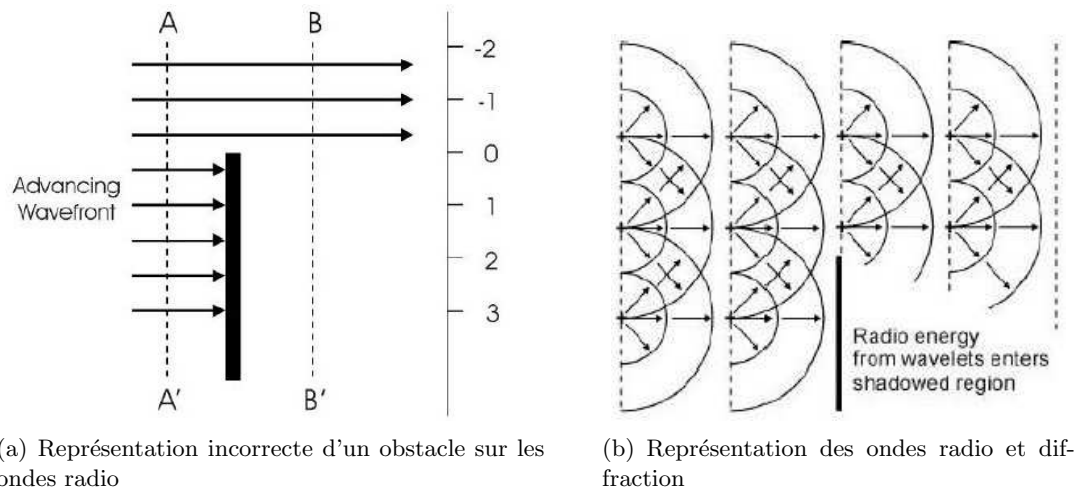 A
B
-2
-1
0
1
2
3
Advancing
Wavefront
A'
B'
Radio energy
from wavelets enters
shadowed region
(a) Représentation incorrecte d'un obstacle sur les
ondes radio
(b) Représentation des ondes radio et dif-
fraction